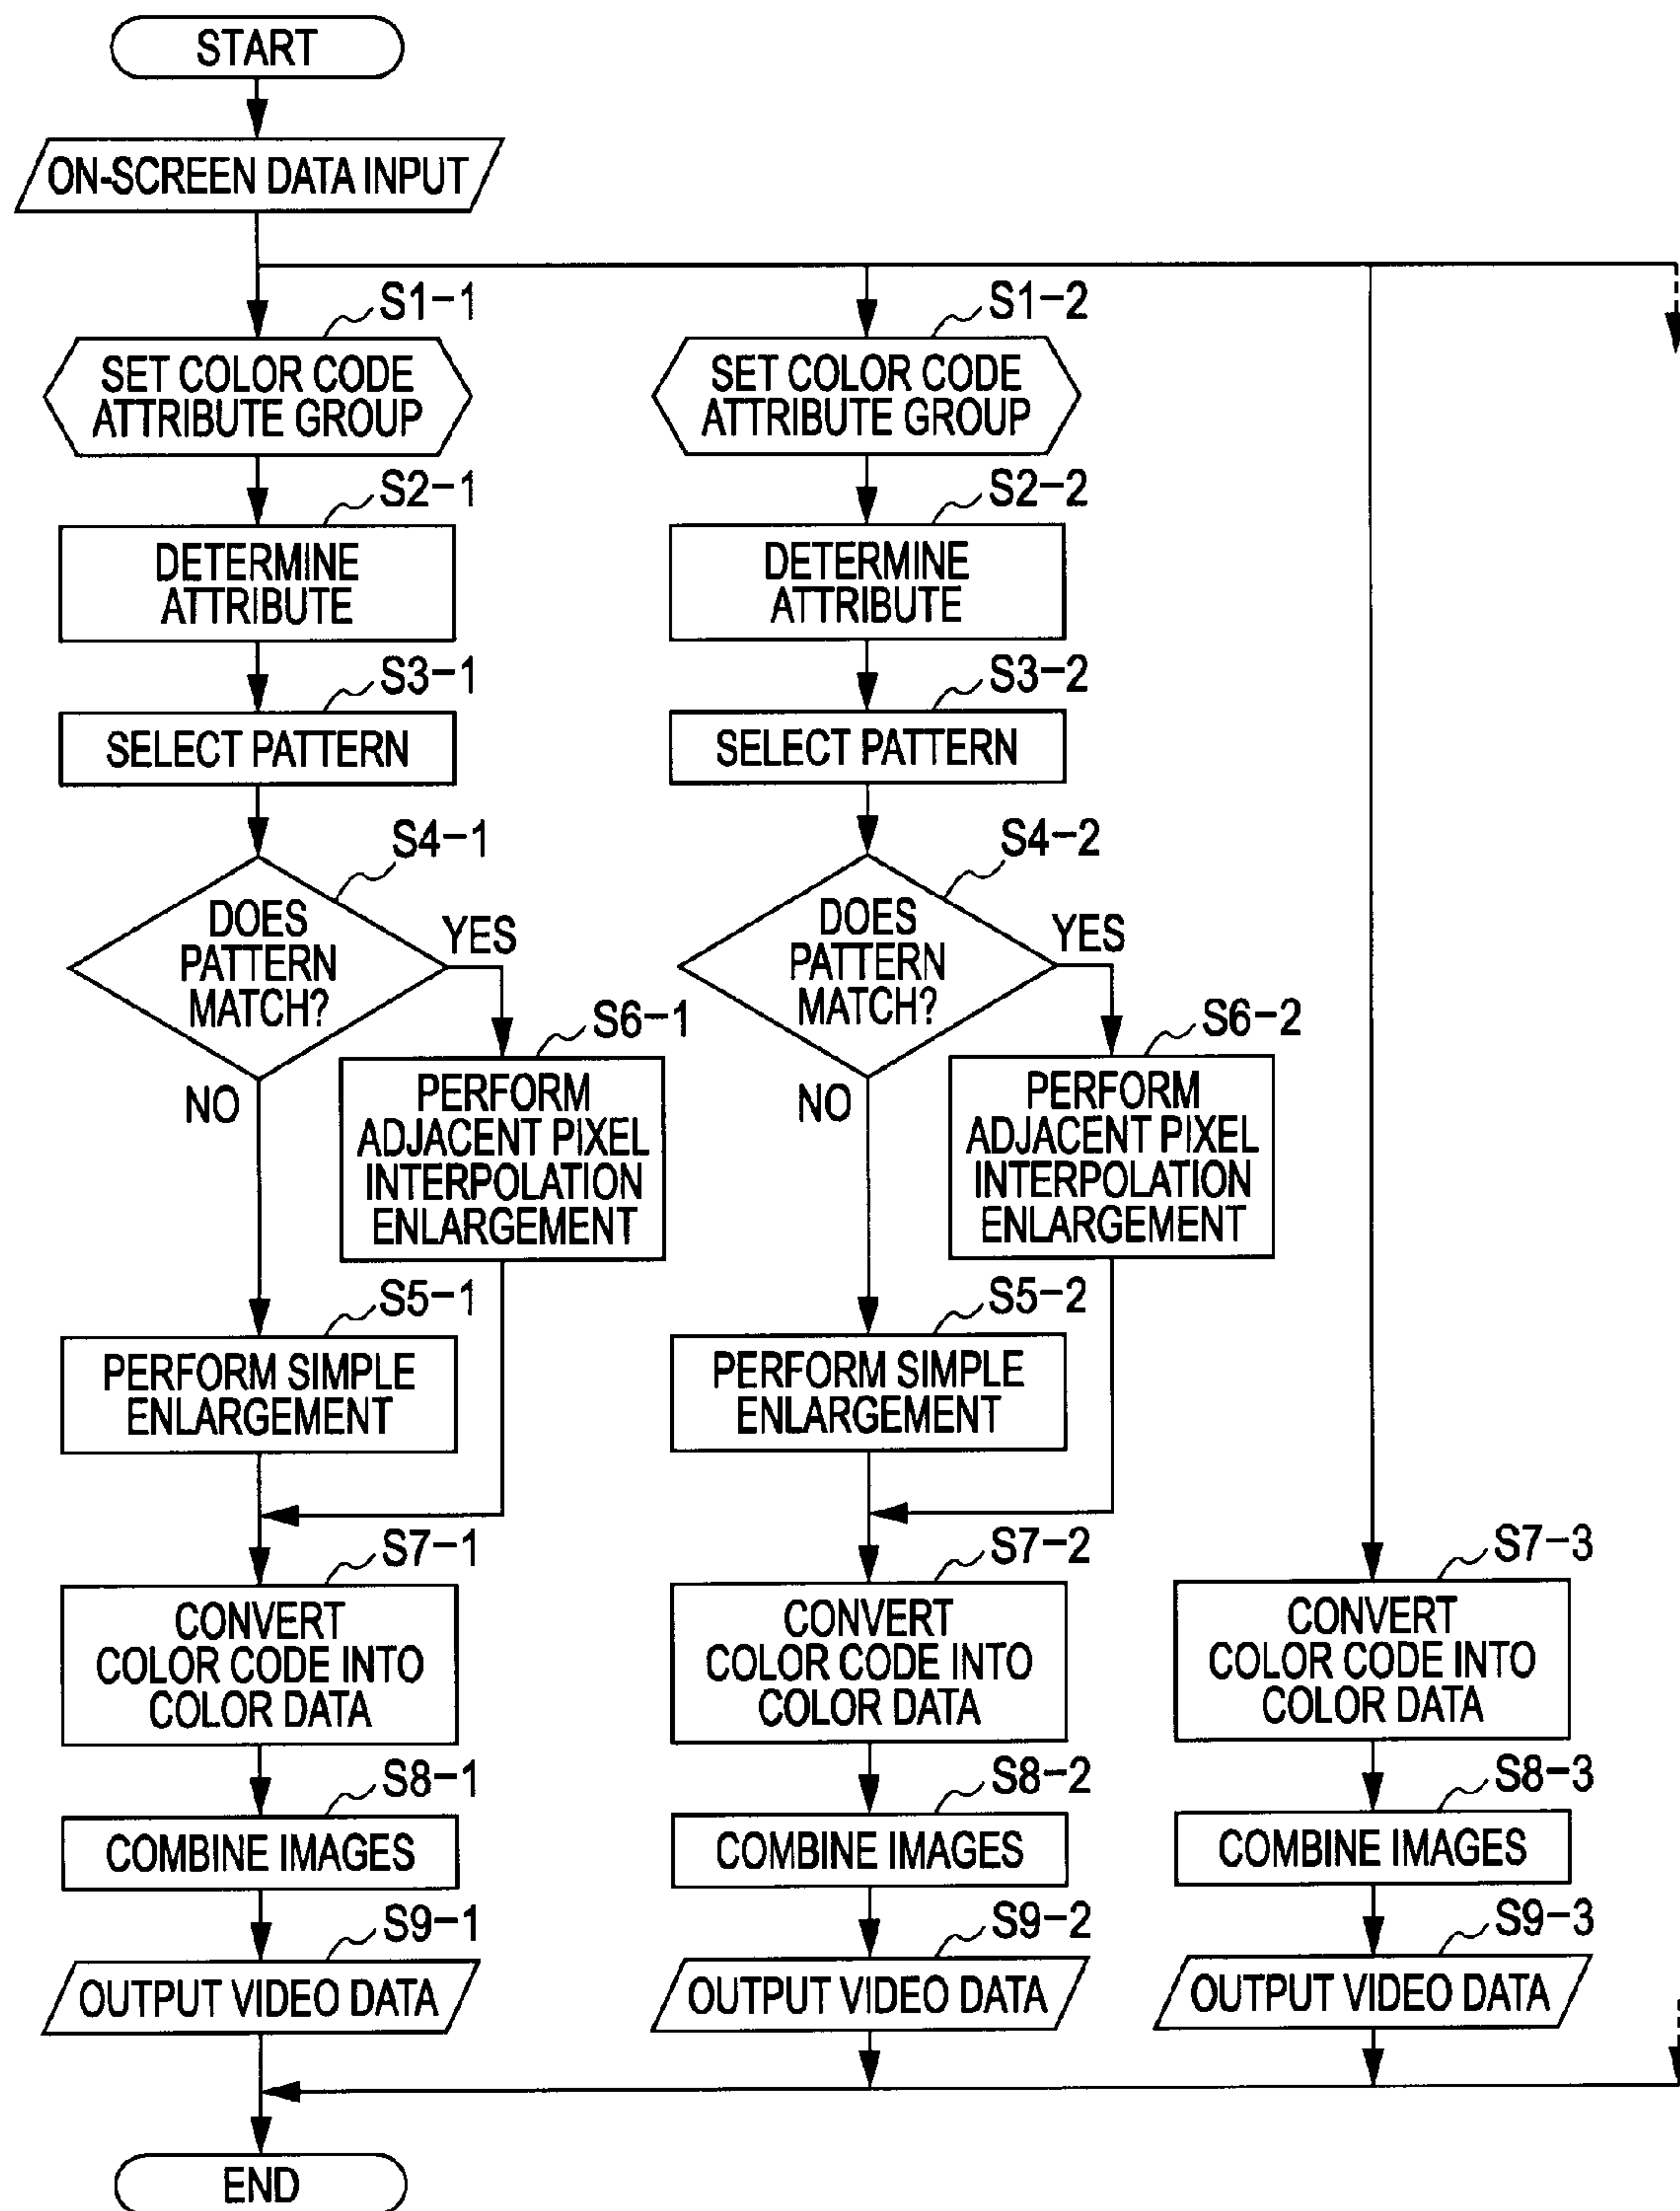 START
ON-SCREEN DATA INPUT
S1-1
SET COLOR CODE
ATTRIBUTE GROUP
S2-1
DETERMINE
ATTRIBUTE
S3-1
SELECT PATTERN
S4-1
DOES
PATTERN
MATCH?
YES
NO
S6-1
PERFORM
ADJACENT PIXEL
INTERPOLATION
ENLARGEMENT
S5-1
PERFORM SIMPLE
ENLARGEMENT
S7-1
CONVERT
COLOR CODE INTO
COLOR DATA
S8-1
COMBINE IMAGES
S9-1
OUTPUT VIDEO DATA
S1-2
SET COLOR CODE
ATTRIBUTE GROUP
S2-2
DETERMINE
ATTRIBUTE
S3-2
SELECT PATTERN
S4-2
DOES
PATTERN
MATCH?
YES
NO
S6-2
PERFORM
ADJACENT PIXEL
INTERPOLATION
ENLARGEMENT
S5-2
PERFORM SIMPLE
ENLARGEMENT
S7-2
CONVERT
COLOR CODE INTO
COLOR DATA
S8-2
COMBINE IMAGES
S9-2
OUTPUT VIDEO DATA
S7-3
CONVERT
COLOR CODE INTO
COLOR DATA
S8-3
COMBINE IMAGES
S9-3
OUTPUT VIDEO DATA
END